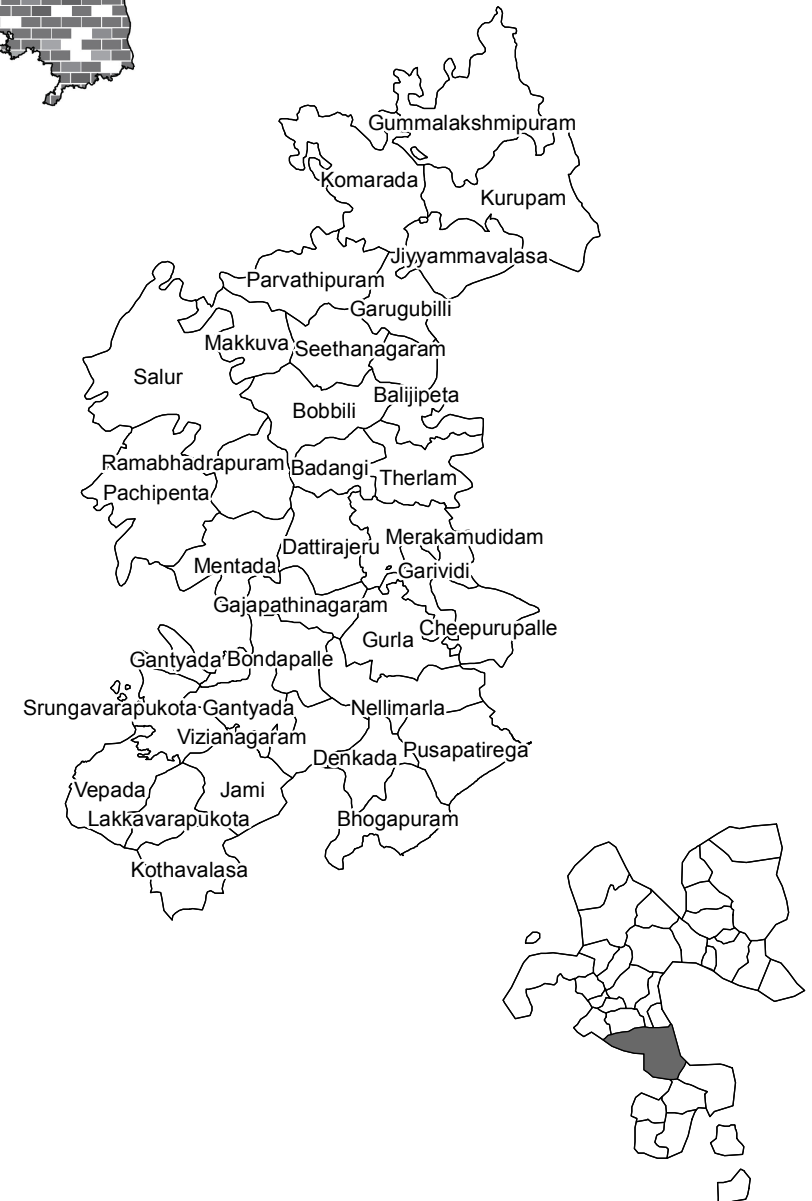 Gummalakshmipuram
Komarada
Kurupam
Jiyyammavalasa
Parvathipuram
Garugubilli
Makkuva
Seethanagaram
Salur
Balijipeta
Bobbili
Ramabhadrapuram
Badangi
Therlam
Pachipenta
Merakamudidam
Dattirajeru
Mentada
Garividi
Gajapathinagaram
Cheepurupalle
Gurla
Gantyada
Bondapalle
Srungavarapukota
Gantyada
Nellimarla
Vizianagaram
Denkada
Pusapatirega
Vepada
Jami
Lakkavarapukota
Bhogapuram
Kothavalasa